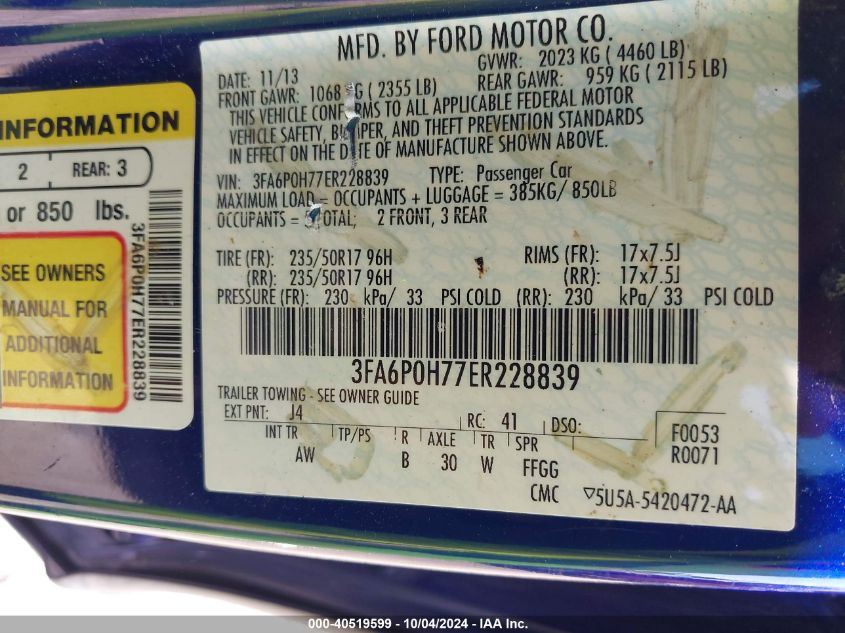 MFD. BY FORD MOTOR CO.
DATE: 11/13 GVWR: 2023 KG ( 4460 LB)
FRONT GAWR: 1068 KG ( 2355 LB) REAR GAWR: 959 KG ( 2115 LB)
THIS VEHICLE CONF RMS TO ALL APPLICABLE FEDERAL MOTOR
VEHICLE SAFETY, B PER, AND THEFT PREVENTION STANDARDS
IN EFFECT ON THE D TE OF MANUFACTURE SHOWN ABOVE.
VIN: 3FA6P0H77ER228839 TYPE: Passenger Car
MAXIMUM LOAD = OCCUPANTS + LUGGAGE = 385KG/ 850LB
OCCUPANTS = 5 TOTAL; 2 FRONT, 3 REAR
TIRE (FR): 235/50R17 96H RIMS (FR): 17x7.5J
(RR): 235/50R17 96H (RR): 17x7.5J
PRESSURE (FR): 230 kPa/ 33 PSI COLD (RR): 230 kPa/ 33 PSI COLD
3FA6P0H77ER228839
TRAILER TOWING - SEE OWNER GUIDE
EXT PNT: J4 RC: 41 DSO: F0053
INT TR TP/PS R AXLE TR SPR R0071
AW B 30 W FFGG
CMC ▽5U5A-5420472-AA
INFORMATION
2 REAR: 3
or 850 lbs.
SEE OWNERS
MANUAL FOR
ADDITIONAL
INFORMATION
3FA6P0H77ER228839
000-40519599 - 10/04/2024 - IAA Inc.